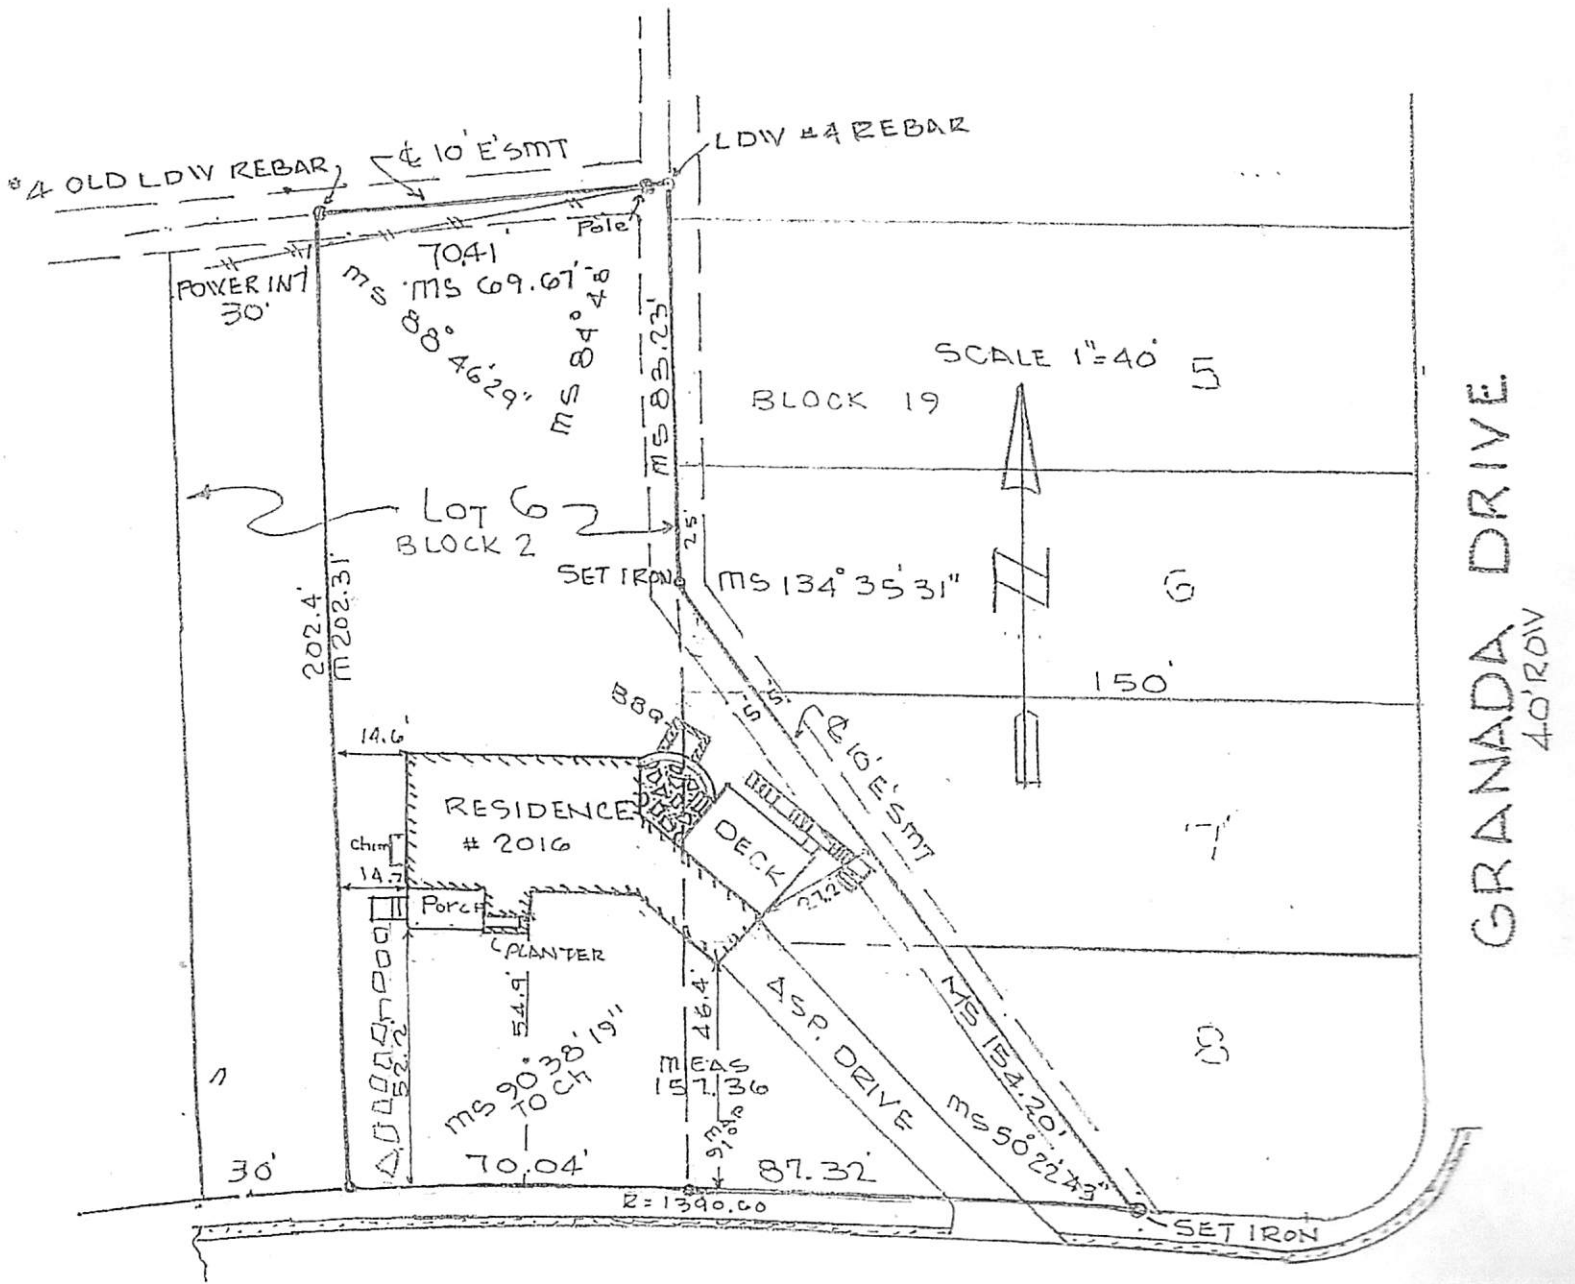 LDW #4 REBAR
#4 OLD LDW REBAR
℄ 10' E'SMT
Pole
70.41'
MS 69.67'
POWER INT
30'
MS 88° 46' 29"
MS 84° 48
MS 83.23'
SCALE 1"=40'
5
BLOCK 19
LOT 6
BLOCK 2
25'
SET IRON
MS 134° 35' 31"
6
202.4'
M 202.31'
150'
GRANADA DRIVE
40' ROW
BBQ
5'
5'
℄ 10' E'SMT
14.6'
RESIDENCE
# 2016
DECK
7
Chim
14.7
27.2'
Porch
PLANTER
54.9'
46.4'
52.2
ASP. DRIVE
MS 154.20'
8
MS 90° 38' 19"
TO CH
MEAS
157.36
MS 50° 22' 43"
30'
70.04'
87.32'
R=1390.60
SET IRON